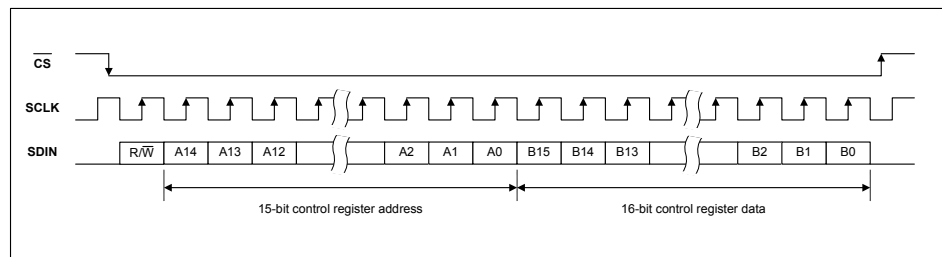 C̅S̅
SCLK
SDIN R/W̅ A14 A13 A12 A2 A1 A0 B15 B14 B13 B2 B1 B0
15-bit control register address 16-bit control register data